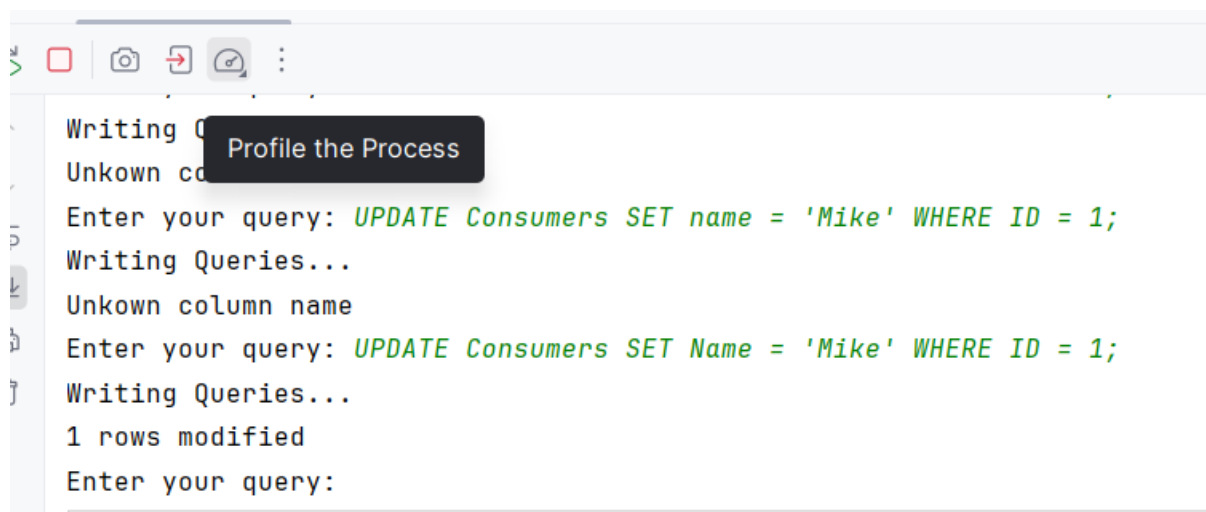 Writing
Profile the Process
Unkown
Enter your query: UPDATE Consumers SET name = 'Mike' WHERE ID = 1;
Writing Queries...
Unkown column name
Enter your query: UPDATE Consumers SET Name = 'Mike' WHERE ID = 1;
Writing Queries...
1 rows modified
Enter your query: